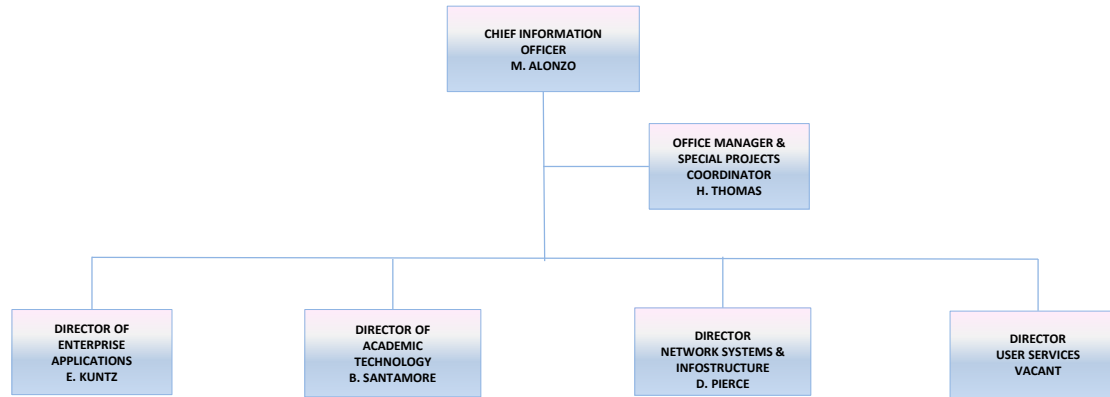 CHIEF INFORMATION
OFFICER
M. ALONZO
OFFICE MANAGER &
SPECIAL PROJECTS
COORDINATOR
H. THOMAS
DIRECTOR OF
ENTERPRISE
APPLICATIONS
E. KUNTZ
DIRECTOR OF
ACADEMIC
TECHNOLOGY
B. SANTAMORE
DIRECTOR
NETWORK SYSTEMS &
INFOSTRUCTURE
D. PIERCE
DIRECTOR
USER SERVICES
VACANT